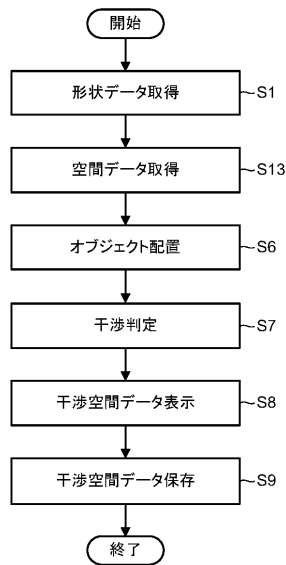 開始
形状データ取得 S1
空間データ取得 S13
オブジェクト配置 S6
干渉判定 S7
干渉空間データ表示 S8
干渉空間データ保存 S9
終了